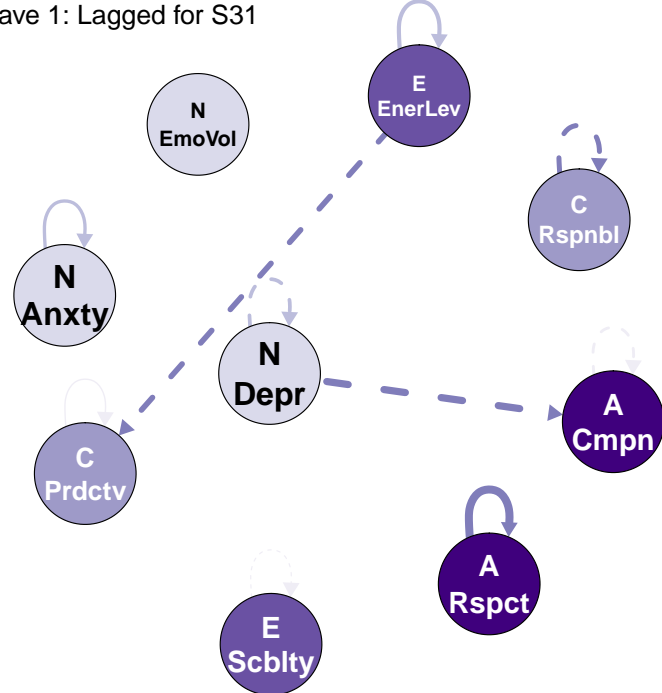 ave 1: Lagged for S31
E
EnerLev
N
EmoVol
C
Rspnbl
N
Anxty
N
Depr
A
Cmpn
C
Prdctv
A
Rspct
E
Scblty